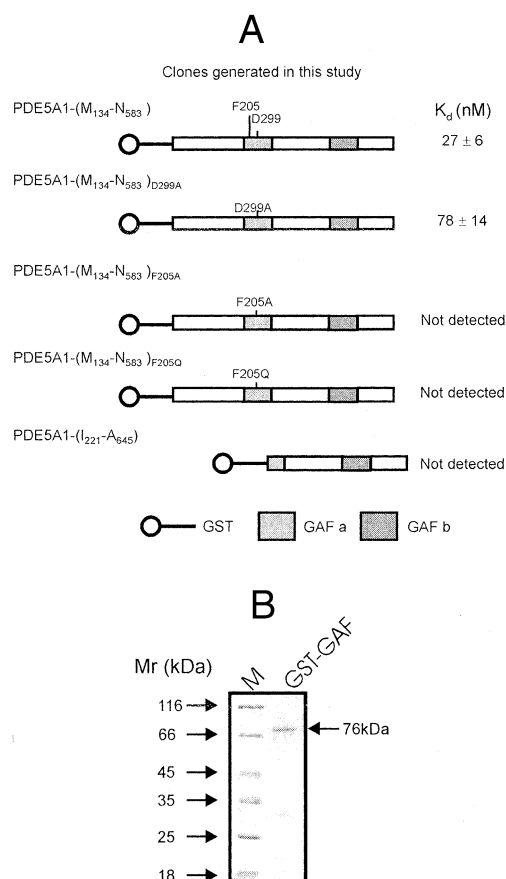 A
Clones generated in this study
PDE5A1-(M134-N583 )
F205
D299
Kd (nM)
27 ± 6
PDE5A1-(M134-N583 )D299A
D299A
78 ± 14
PDE5A1-(M134-N583 )F205A
F205A
Not detected
PDE5A1-(M134-N583 )F205Q
F205Q
Not detected
PDE5A1-(I221-A645)
Not detected
GST
GAF a
GAF b
B
Mr (kDa)
M
GST-GAF
116
66
76kDa
45
35
25
18